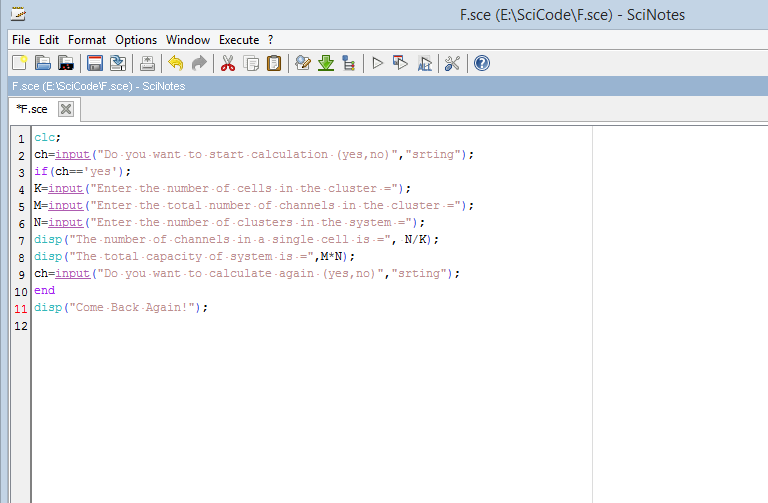 F.sce (E:\SciCode\F.sce) - SciNotes
File Edit Format Options Window Execute ?
F.sce (E:\SciCode\F.sce) - SciNotes
*F.sce
1 clc;
2 ch=input("Do you want to start calculation (yes,no)","srting");
3 if(ch=='yes');
4 K=input("Enter the number of cells in the cluster =");
5 M=input("Enter the total number of channels in the cluster =");
6 N=input("Enter the number of clusters in the system =");
7 disp("The number of channels in a single cell is =", N/K);
8 disp("The total capacity of system is =",M*N);
9 ch=input("Do you want to calculate again (yes,no)","srting");
10 end
11 disp("Come Back Again!");
12